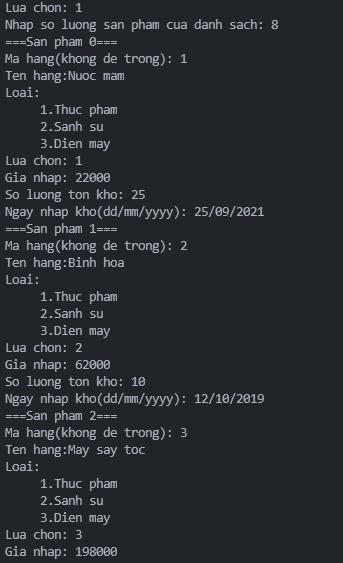 Lua chon: 1
Nhap so luong san pham cua danh sach: 8
===San pham 0===
Ma hang(khong de trong): 1
Ten hang:Nuoc mam
Loai:
1.Thuc pham
2.Sanh su
3.Dien may
Lua chon: 1
Gia nhap: 22000
So luong ton kho: 25
Ngay nhap kho(dd/mm/yyyy): 25/09/2021
===San pham 1===
Ma hang(khong de trong): 2
Ten hang:Binh hoa
Loai:
1.Thuc pham
2.Sanh su
3.Dien may
Lua chon: 2
Gia nhap: 62000
So luong ton kho: 10
Ngay nhap kho(dd/mm/yyyy): 12/10/2019
===San pham 2===
Ma hang(khong de trong): 3
Ten hang:May say toc
Loai:
1.Thuc pham
2.Sanh su
3.Dien may
Lua chon: 3
Gia nhap: 198000